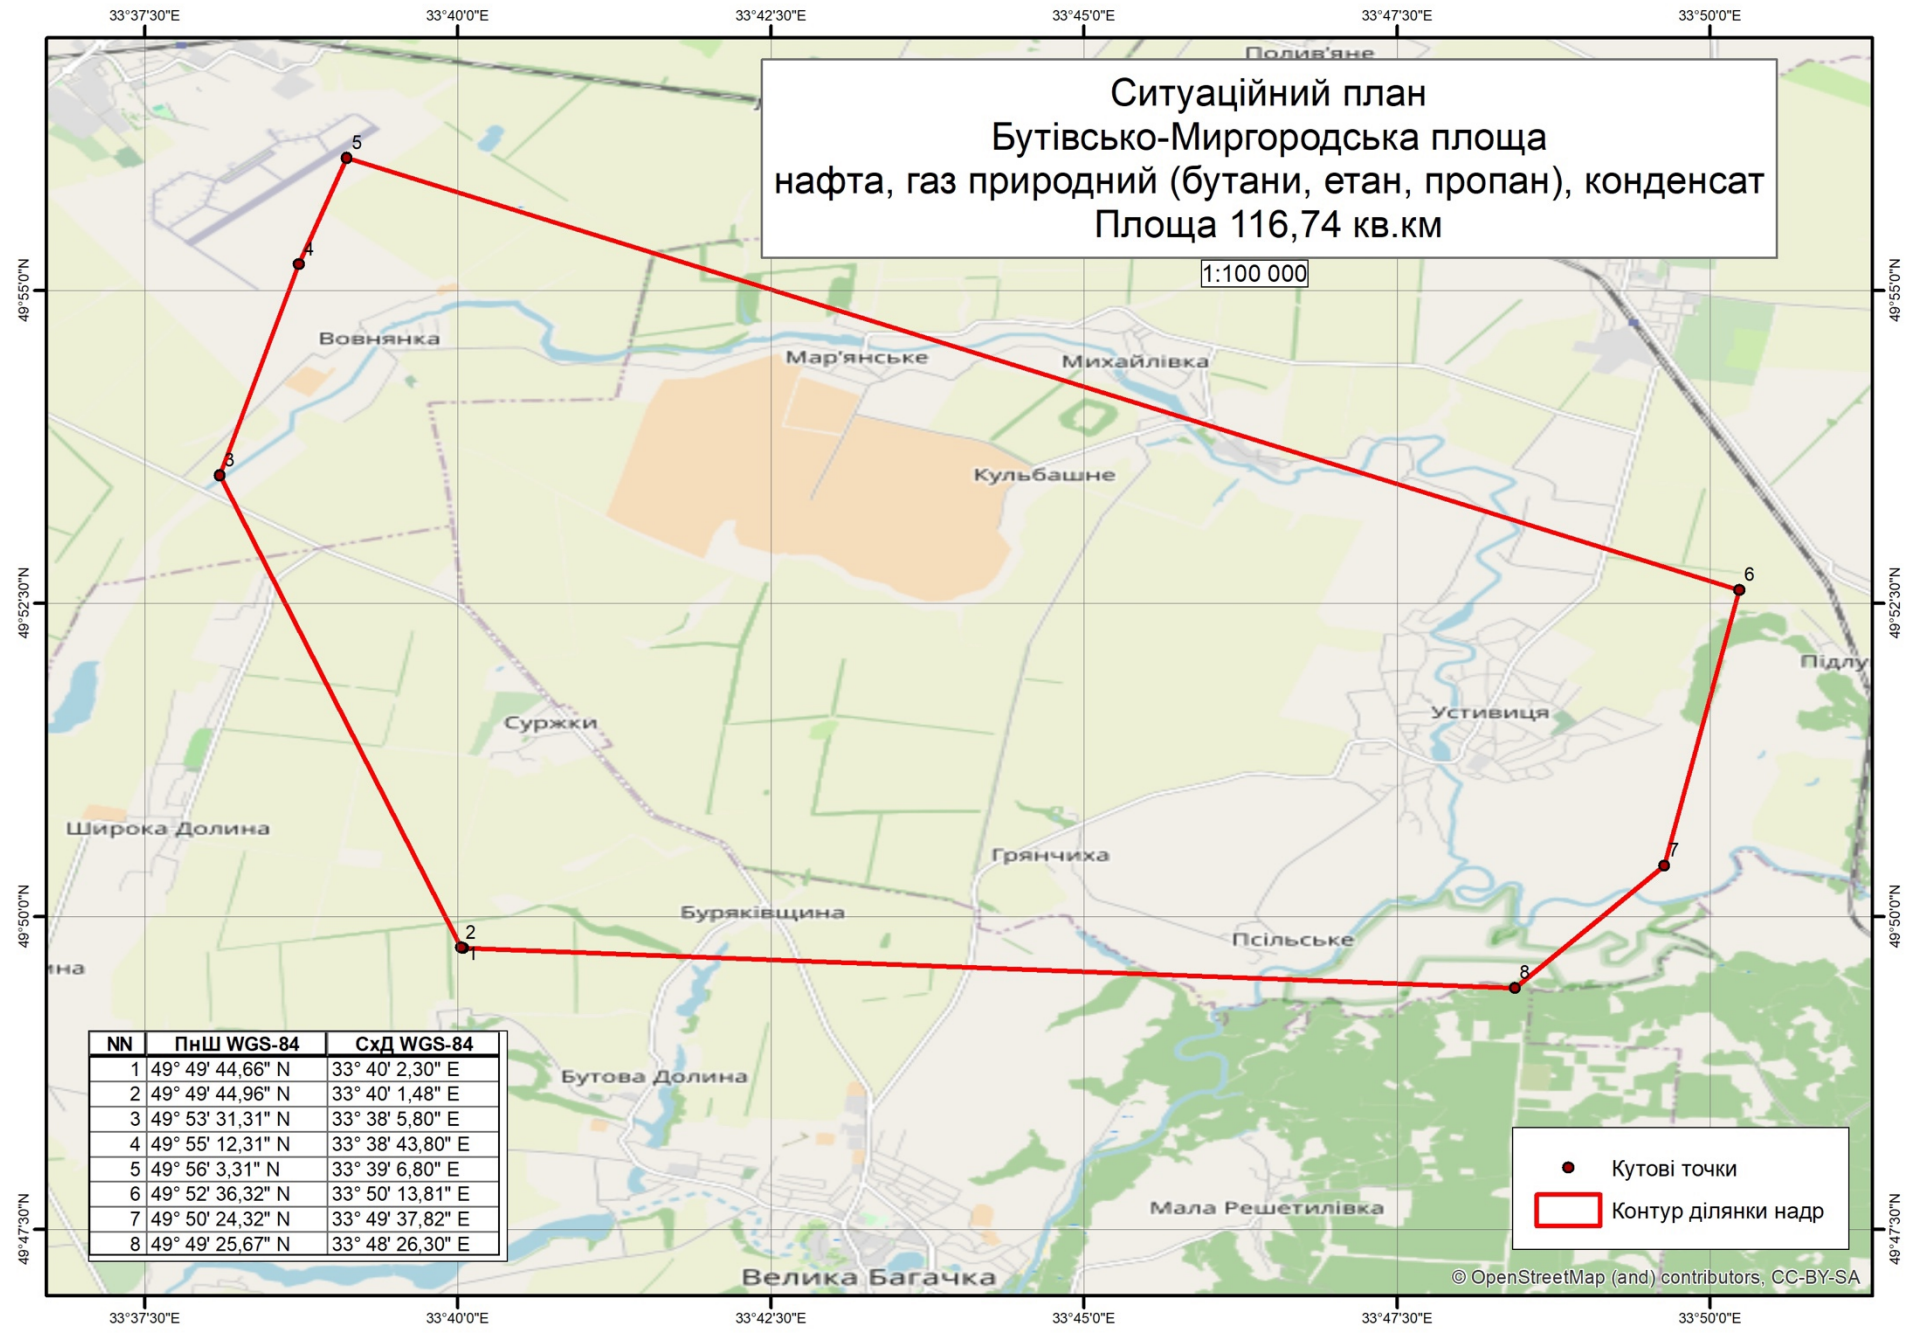 33°37'30"E 33°40'0"E 33°42'30"E 33°45'0"E 33°47'30"E 33°50'0"E
Полив'яне
Ситуаційний план
Бутівсько-Миргородська площа
нафта, газ природний (бутани, етан, пропан), конденсат
Площа 116,74 кв.км
1:100 000
5
4
49°55'0"N
49°55'0"N
Вовнянка
Мар'янське
Михайлівка
3
Кульбашне
6
49°52'30"N
49°52'30"N
Підлу
Устивиця
Суржки
Широка Долина
7
Грянчиха
49°50'0"N
49°50'0"N
Буряківщина
2
1
Псільське
ина
8
NN ПнШ WGS-84 СхД WGS-84
1 49° 49' 44,66" N 33° 40' 2,30" E
2 49° 49' 44,96" N 33° 40' 1,48" E
3 49° 53' 31,31" N 33° 38' 5,80" E
4 49° 55' 12,31" N 33° 38' 43,80" E
5 49° 56' 3,31" N 33° 39' 6,80" E
6 49° 52' 36,32" N 33° 50' 13,81" E
7 49° 50' 24,32" N 33° 49' 37,82" E
8 49° 49' 25,67" N 33° 48' 26,30" E
Бутова Долина
Кутові точки
Контур ділянки надр
Мала Решетилівка
49°47'30"N
49°47'30"N
Велика Багачка
© OpenStreetMap (and) contributors, CC-BY-SA
33°37'30"E 33°40'0"E 33°42'30"E 33°45'0"E 33°47'30"E 33°50'0"E